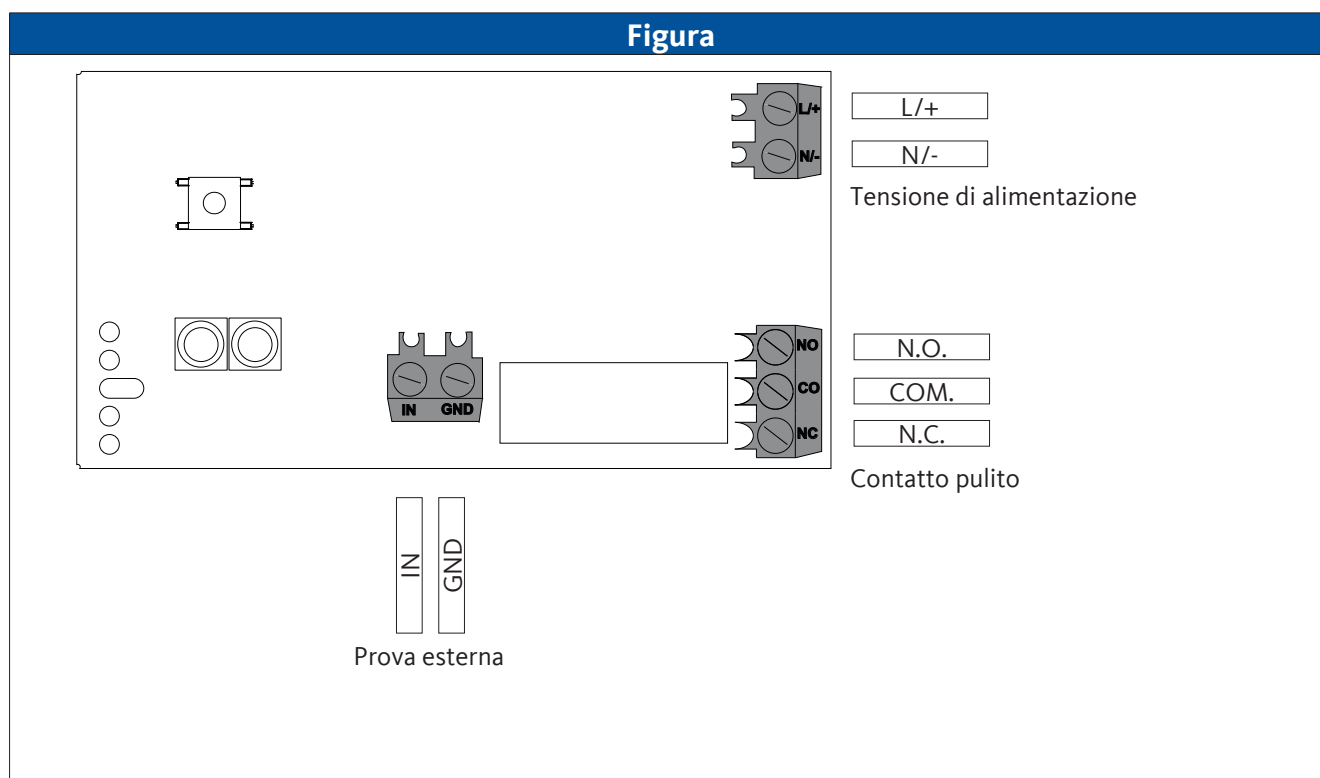 Figura
L/+
L/+
N/-
N/-
Tensione di alimentazione
NO
N.O.
CO
COM.
NC
N.C.
IN
GND
Contatto pulito
IN
GND
Prova esterna